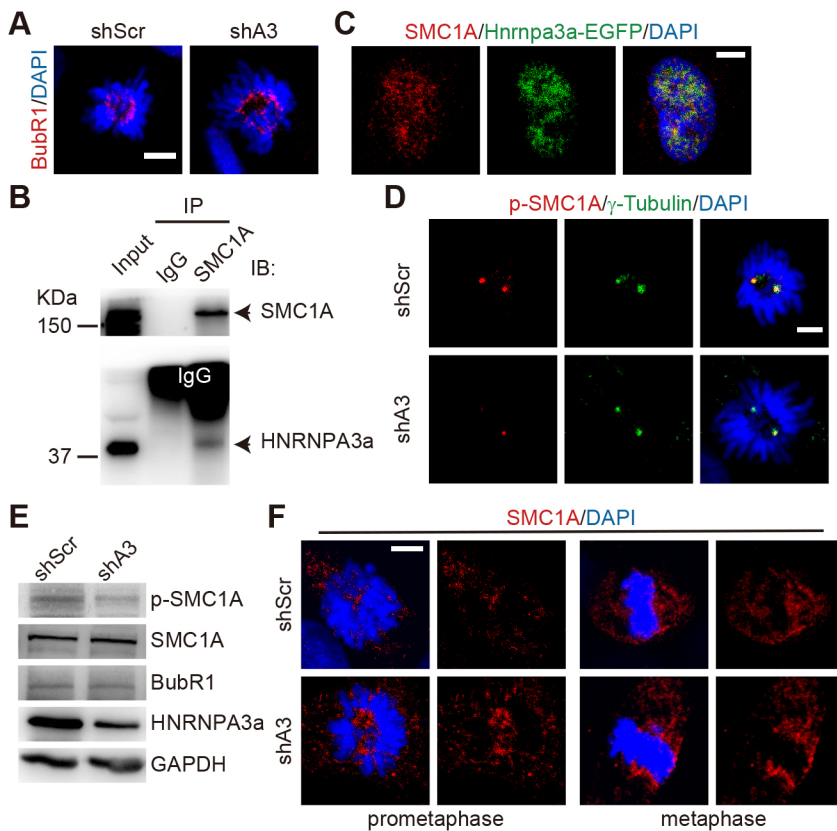 A
shScr
shA3
BubR1/DAPI
B
IP
Input
IgG
SMC1A
IB:
KDa
150
SMC1A
IgG
37
HNRNPA3a
C
SMC1A/Hnrnpa3a-EGFP/DAPI
D
p-SMC1A/γ-Tubulin/DAPI
shScr
shA3
E
shScr
shA3
p-SMC1A
SMC1A
BubR1
HNRNPA3a
GAPDH
F
SMC1A/DAPI
shScr
shA3
prometaphase
metaphase